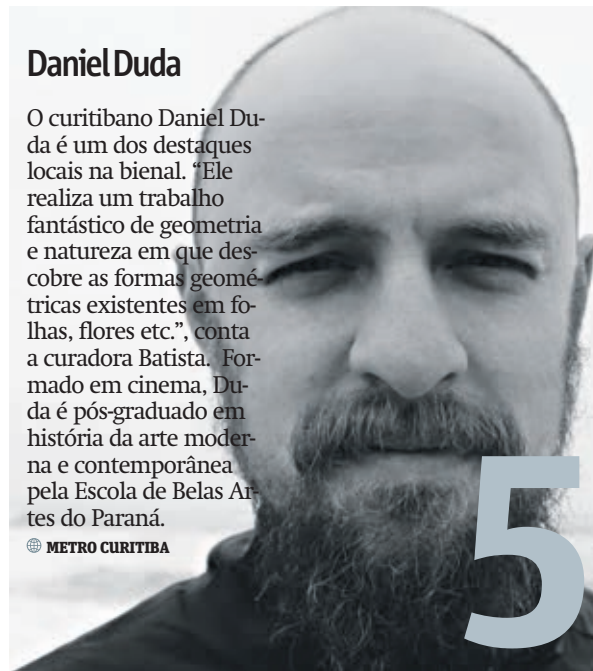 Daniel Duda
O curitibano Daniel Du-
da é um dos destaques
locais na bienal. “Ele
realiza um trabalho
fantástico de geometria
e natureza em que des-
cobre as formas geomé-
tricas existentes em fo-
lhas, flores etc.”, conta
a curadora Batista. For-
mado em cinema, Du-
da é pós-graduado em
história da arte moder-
na e contemporânea
pela Escola de Belas Ar-
tes do Paraná.
METRO CURITIBA
5